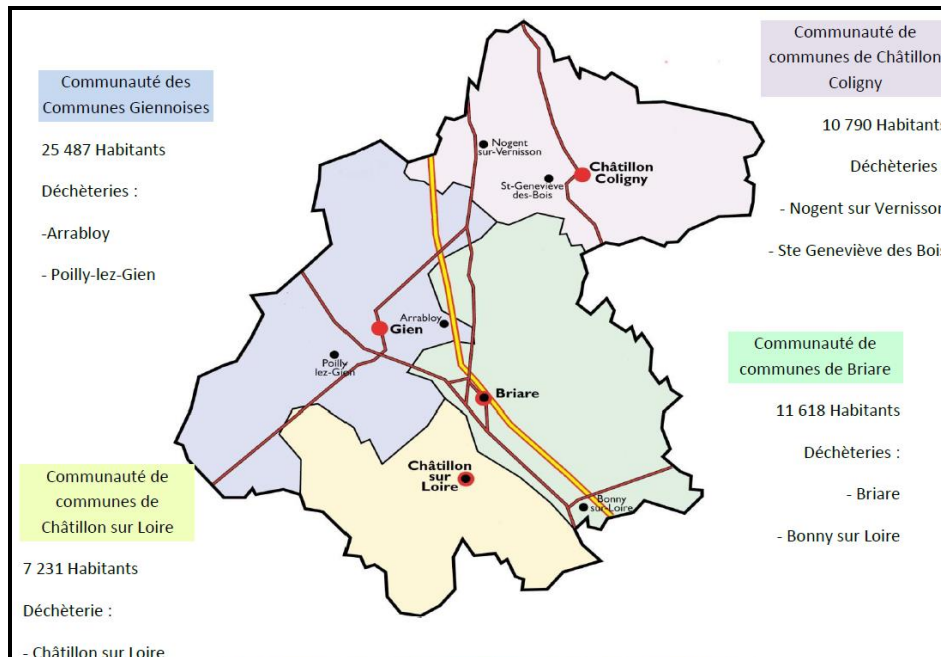 Communauté des
Communes Giennoises
25 487 Habitants
Déchèteries :
-Arrabloy
- Poilly-lez-Gien
Communauté de
communes de Châtillon
Coligny
10 790 Habitants
Déchèteries
- Nogent sur Vernisson
- Ste Geneviève des Bois
Nogent
sur-Vernisson
Châtillon
Coligny
St-Geneviève
des-Bois
Arrabloy
Gien
Poilly
lez-Gien
Briare
Châtillon
sur
Loire
Bonny
sur-Loire
Communauté de
communes de Briare
11 618 Habitants
Déchèteries :
- Briare
- Bonny sur Loire
Communauté de
communes de
Châtillon sur Loire
7 231 Habitants
Déchèterie :
- Châtillon sur Loire